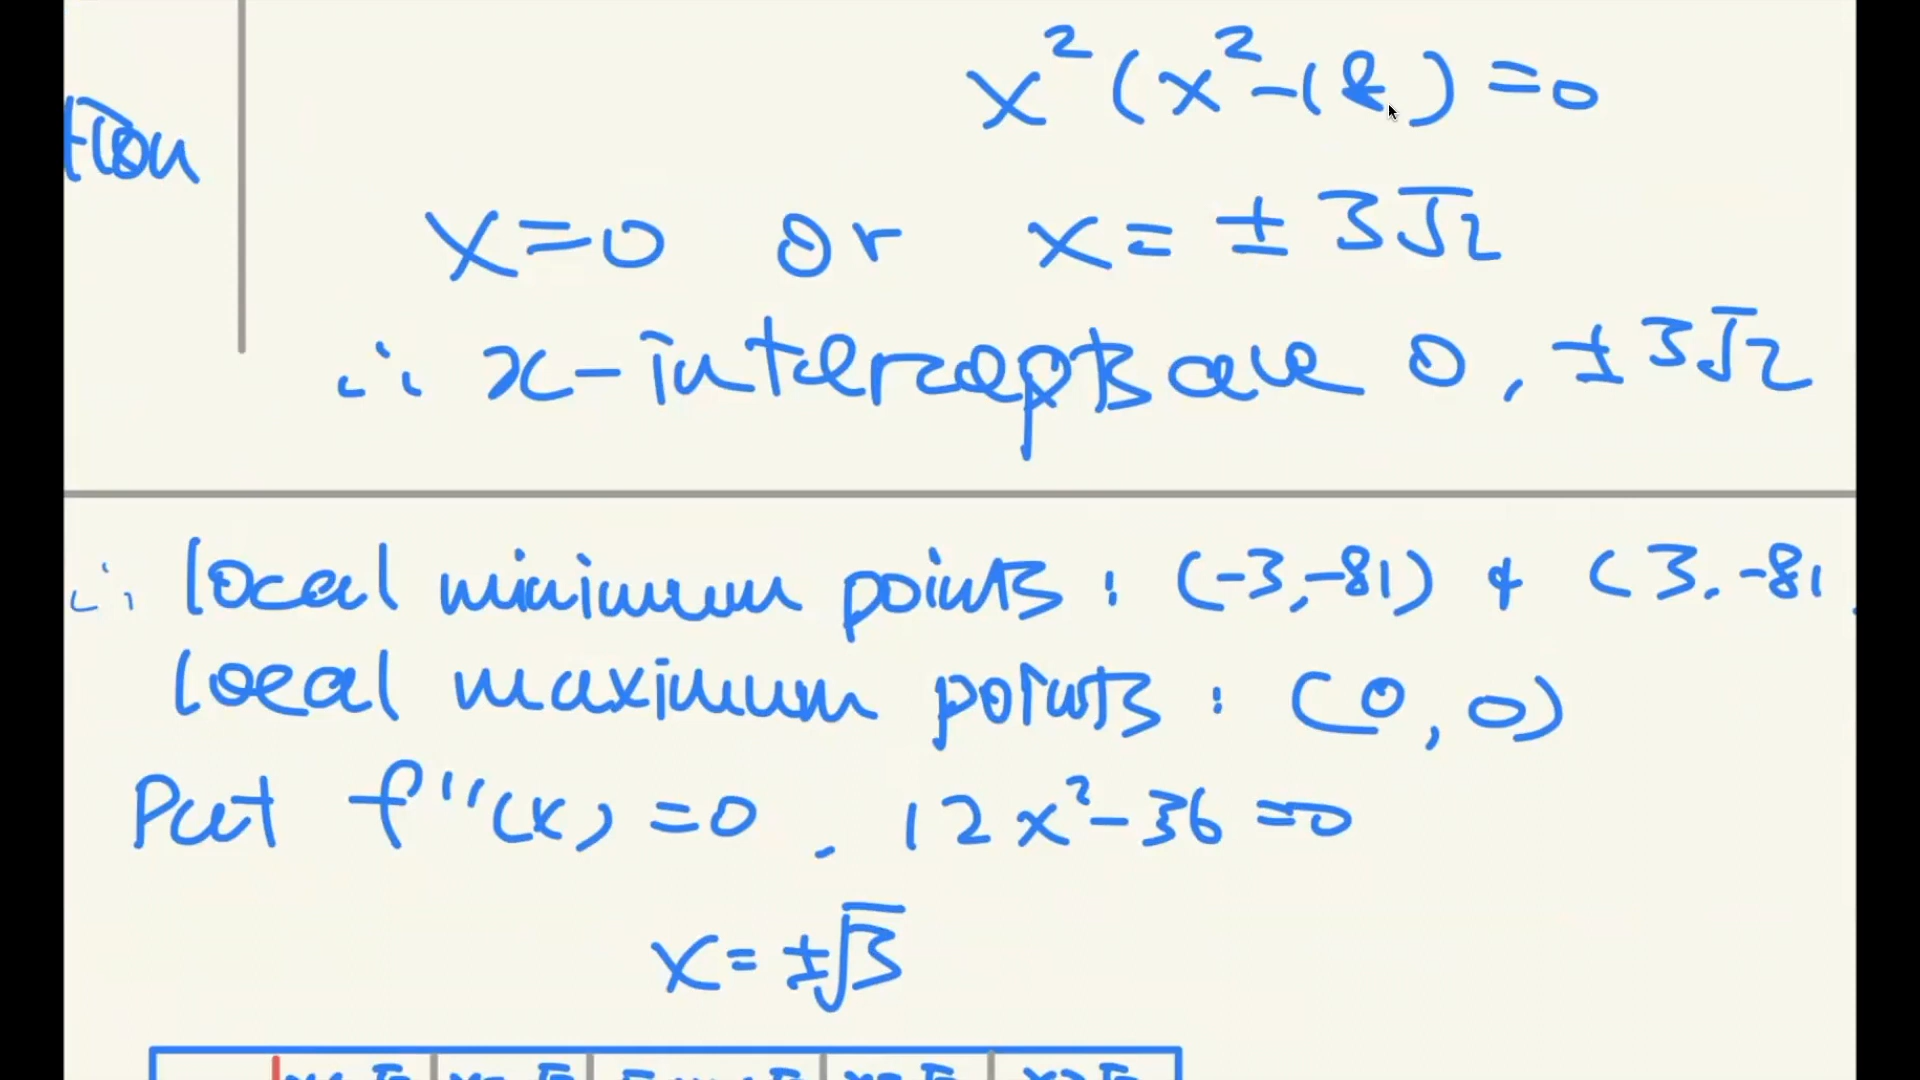 x²(x²-18)=0
tion
x=0 or x=±3√2
∴ x-intercepts are 0, ±3√2
∴ local minimum points : (-3,-81) & (3,-81
local maximum points : (0,0)
Put f''(x)=0, 12x²-36=0
x=±√3